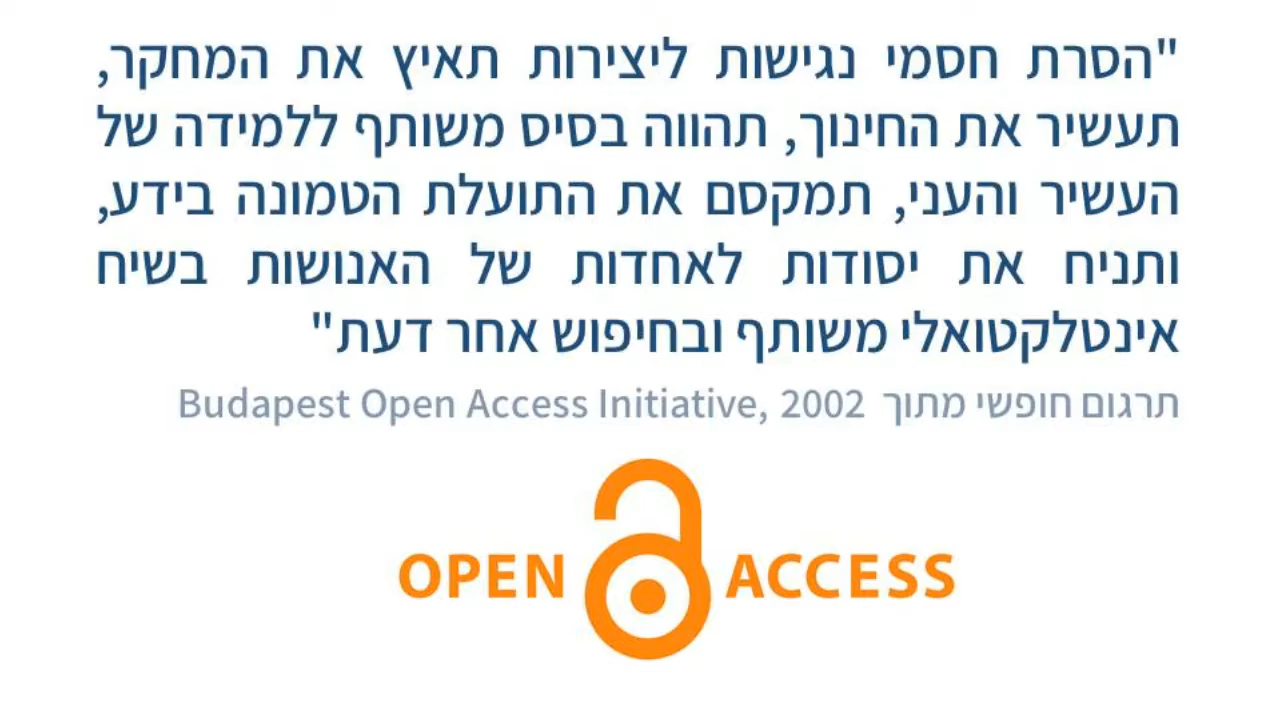 "הסרת חסמי נגישות ליצירות תאיץ את המחקר,
תעשיר את החינוך, תהווה בסיס משותף ללמידה של
העשיר והעני, תמקסם את התועלת הטמונה בידע,
ותניח את יסודות לאחדות של האנושות בשיח
אינטלקטואלי משותף ובחיפוש אחר דעת"
תרגום חופשי מתוך Budapest Open Access Initiative, 2002
OPEN ACCESS